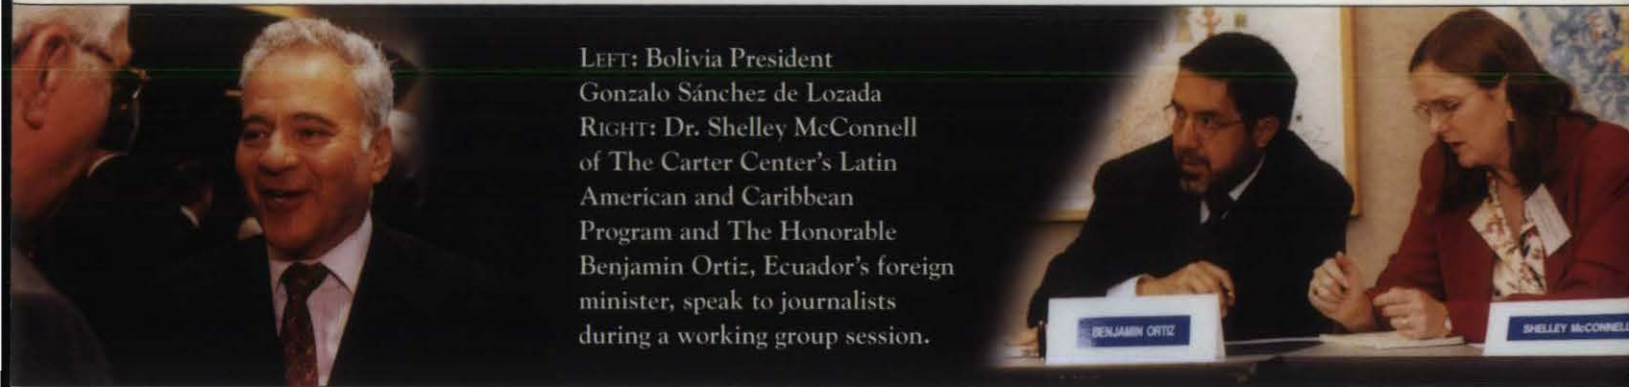 LEFT: Bolivia President
Gonzalo Sánchez de Lozada
RIGHT: Dr. Shelley McConnell
of The Carter Center's Latin
American and Caribbean
Program and The Honorable
Benjamin Ortiz, Ecuador's foreign
minister, speak to journalists
during a working group session.
BENJAMIN ORTIZ
SHELLEY McCONNELL